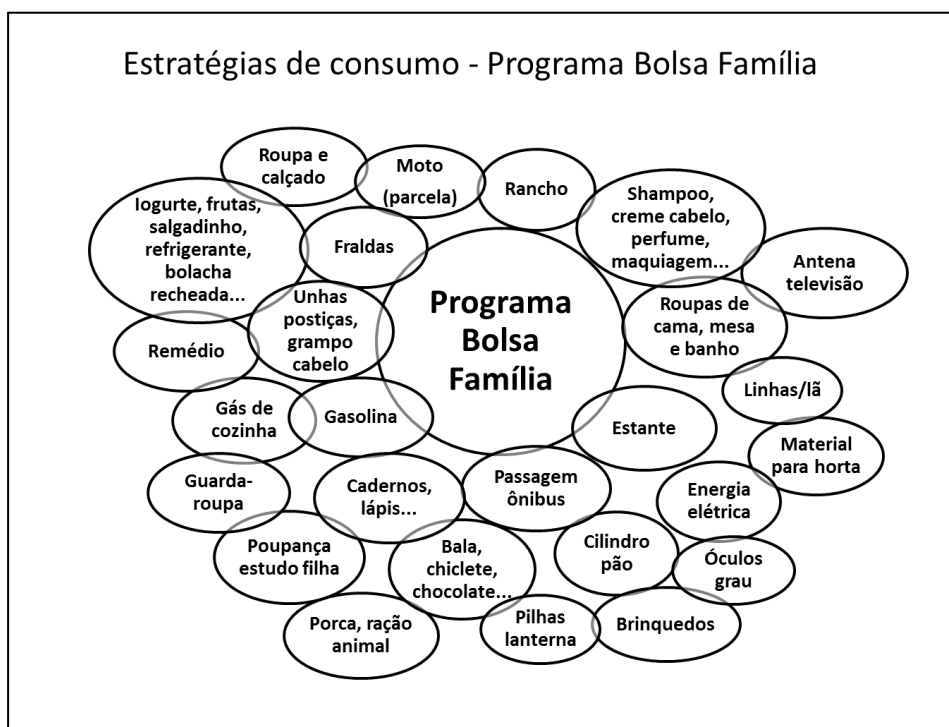 Estratégias de consumo - Programa Bolsa Família
Roupa e
calçado
Moto
(parcela)
Rancho
Shampoo,
creme cabelo,
perfume,
maquiagem...
Iogurte, frutas,
salgadinho,
refrigerante,
bolacha
recheada...
Fraldas
Antena
televisão
Unhas
postiças,
grampo
cabelo
Programa
Bolsa
Família
Roupas de
cama, mesa
e banho
Remédio
Linhas/lã
Gás de
cozinha
Gasolina
Estante
Material
para horta
Guarda-
roupa
Cadernos,
lápis...
Passagem
ônibus
Energia
elétrica
Poupança
estudo filha
Bala,
chiclete,
chocolate...
Cilindro
pão
Óculos
grau
Porca, ração
animal
Pilhas
lanterna
Brinquedos